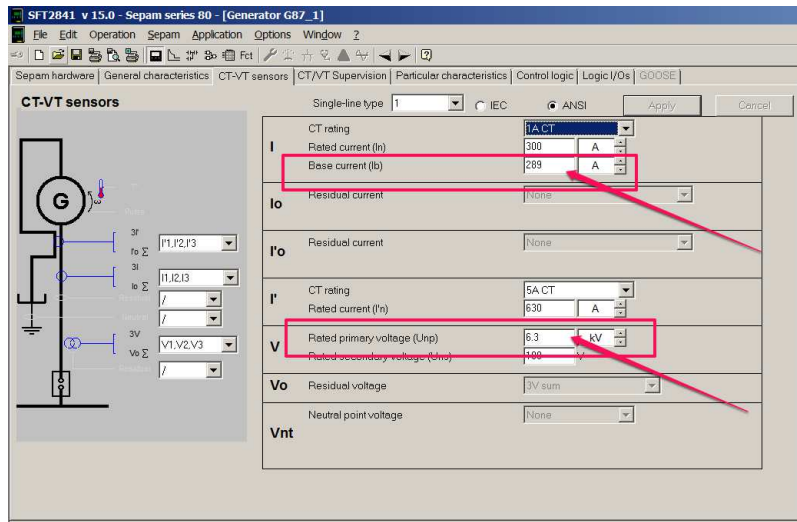 SFT2841 v 15.0 - Sepam series 80 - [Generator G87_1]
File Edit Operation Sepam Application Options Window ?
Fct
Sepam hardware General characteristics CT-VT sensors CT/VT Supervision Particular characteristics Control logic Logic I/Os GOOSE
CT-VT sensors Single-line type 1 IEC ANSI Apply Cancel
I
CT rating 1A CT
Rated current (In) 300 A
Base current (Ib) 289 A
Io
Residual current None
I'o
Residual current None
I'
CT rating 5A CT
Rated current (I'n) 630 A
V
Rated primary voltage (Unp) 6.3 kV
Rated secondary voltage (Uns) 100 V
Vo Residual voltage 3V sum
Vnt
Neutral point voltage None
G
ω
3I'
I'o Σ I'1,I'2,I'3
3I
Io Σ I1,I2,I3
/
/
3V
Vo Σ V1,V2,V3
/